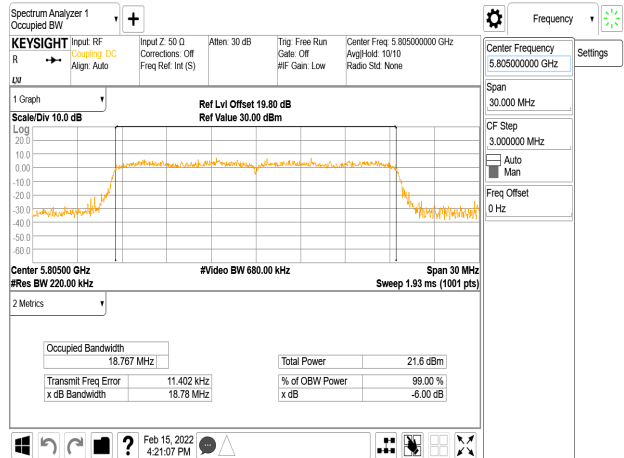 Spectrum Analyzer 1
Occupied BW
Frequency
KEYSIGHT
R
Input: RF
Coupling: DC
Align: Auto
Input Z: 50 Ω
Corrections: Off
Freq Ref: Int (S)
Atten: 30 dB
Trig: Free Run
Gate: Off
#IF Gain: Low
Center Freq: 5.805000000 GHz
Avg|Hold: 10/10
Radio Std: None
Center Frequency
5.805000000 GHz
Settings
Span
30.000 MHz
CF Step
3.000000 MHz
Auto
Man
Freq Offset
0 Hz
1 Graph
Scale/Div 10.0 dB
Ref Lvl Offset 19.80 dB
Ref Value 30.00 dBm
Log
20.0
10.0
0.00
-10.0
-20.0
-30.0
-40.0
-50.0
-60.0
Center 5.80500 GHz
#Res BW 220.00 kHz
#Video BW 680.00 kHz
Span 30 MHz
Sweep 1.93 ms (1001 pts)
2 Metrics
Occupied Bandwidth
18.767 MHz
Total Power 21.6 dBm
Transmit Freq Error 11.402 kHz
% of OBW Power 99.00 %
x dB Bandwidth 18.78 MHz
x dB -6.00 dB
Feb 15, 2022
4:21:07 PM